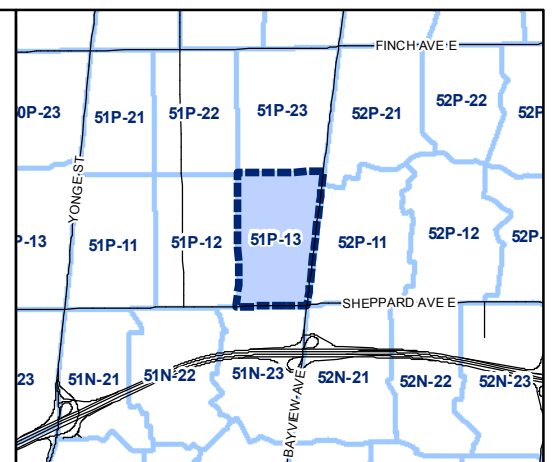 FINCH AVE E
0P-23
51P-21
51P-22
51P-23
52P-21
52P-22
52P
YONGE ST
P-13
51P-11
51P-12
51P-13
52P-11
52P-12
52P-
SHEPPARD AVE E
23
51N-21
51N-22
51N-23
52N-21
52N-22
52N-23
BAYVIEW AVE